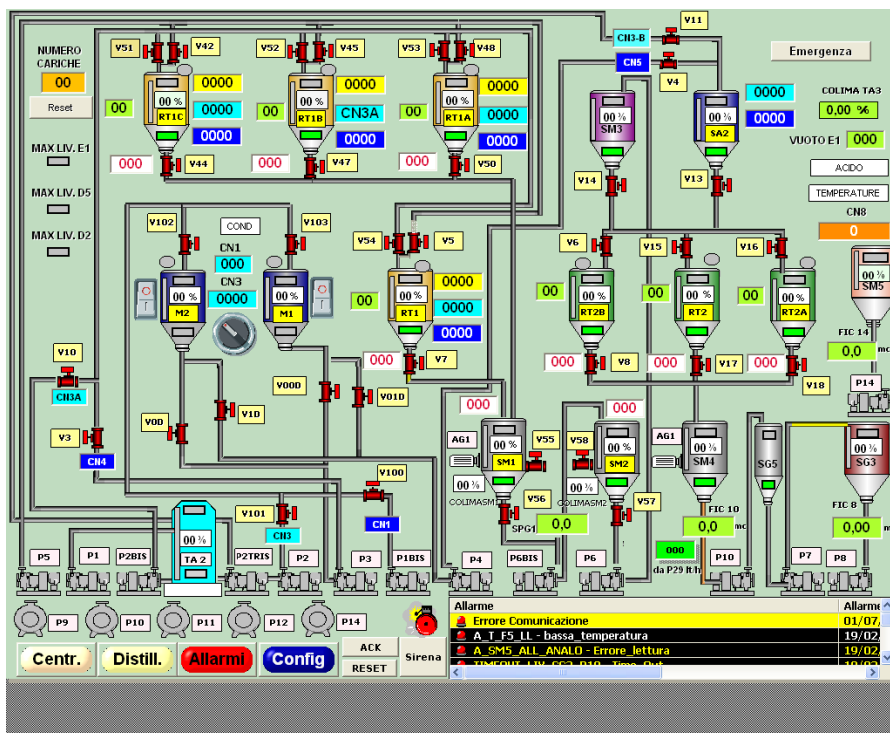 V11
V51 V42 V52 V45 V53 V48 CN3-B
NUMERO
CARICHE
Emergenza
CN5
00
00 % 0000 00 % 0000 00 % 0000
V4
COLIMA TA3
Reset
00 RT1C 0000 00 RT1B CN3A 00 RT1A 0000
00 % 00 % 0000
0,00 %
SM3 SA2 0000
0000 0000 0000
VUOTO E1 000
MAX LIV. E1
000 V44 000 V47 000 V50
ACIDO
V14 V13
MAX LIV. D5
TEMPERATURE
CN8
V102 COND V103
0
MAX LIV. D2
V54 V5 V6 V15 V16
CN1
000
CN3
00 % 0000 00 %
M2 M1
00 00 % 0000
RT1 0000
0000
00 00 % 00 00 % 00 00 %
RT2B RT2 RT2A
SM5
FIC 14
0,0 mc
V10
000 V7 000 V8 000 V17 000 V18
CN3A
P14
V00D V01D
V0D V1D
000 000
V3
CN4
AG1 00 % V55 V58 00 % AG1 00 %
SM1 SM2 SM4 SG5 SG3
V100
00 % 00 %
COLIMASM1 COLIMASM2
V56 V57
V101 CN1
SPG1 0,0
FIC 10
0,0 mc
FIC 8
0,00 mc
00 %
TA 2
CN3
000
da P29 lt/h
P5 P1 P2BIS P2TRIS P2 P3 P1BIS P4 P6BIS P6 P10 P7 P8
P9 P10 P11 P12 P14
Allarme Allarme
Errore Comunicazione 01/07,
A_T_F5_LL - bassa_temperatura 19/02,
A_SM5_ALL_ANALO - Errore_lettura 19/02,
Centr. Distill. Allarmi Config ACK
RESET
Sirena